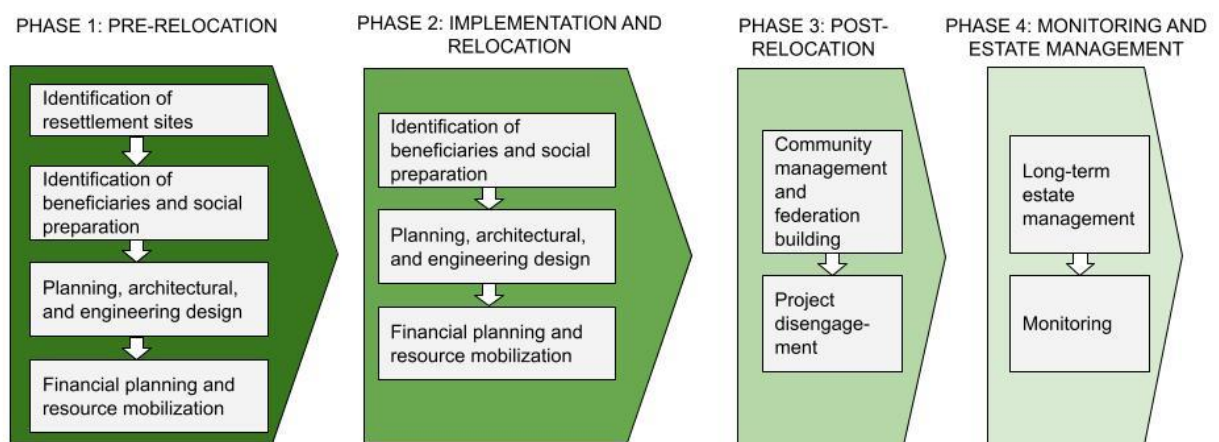 PHASE 1: PRE-RELOCATION
Identification of
resettlement sites
Identification of
beneficiaries and social
preparation
Planning, architectural,
and engineering design
Financial planning and
resource mobilization
PHASE 2: IMPLEMENTATION AND
RELOCATION
Identification of
beneficiaries and social
preparation
Planning, architectural,
and engineering design
Financial planning and
resource mobilization
PHASE 3: POST-
RELOCATION
Community
management
and
federation
building
Project
disengage-
ment
PHASE 4: MONITORING AND
ESTATE MANAGEMENT
Long-term
estate
management
Monitoring